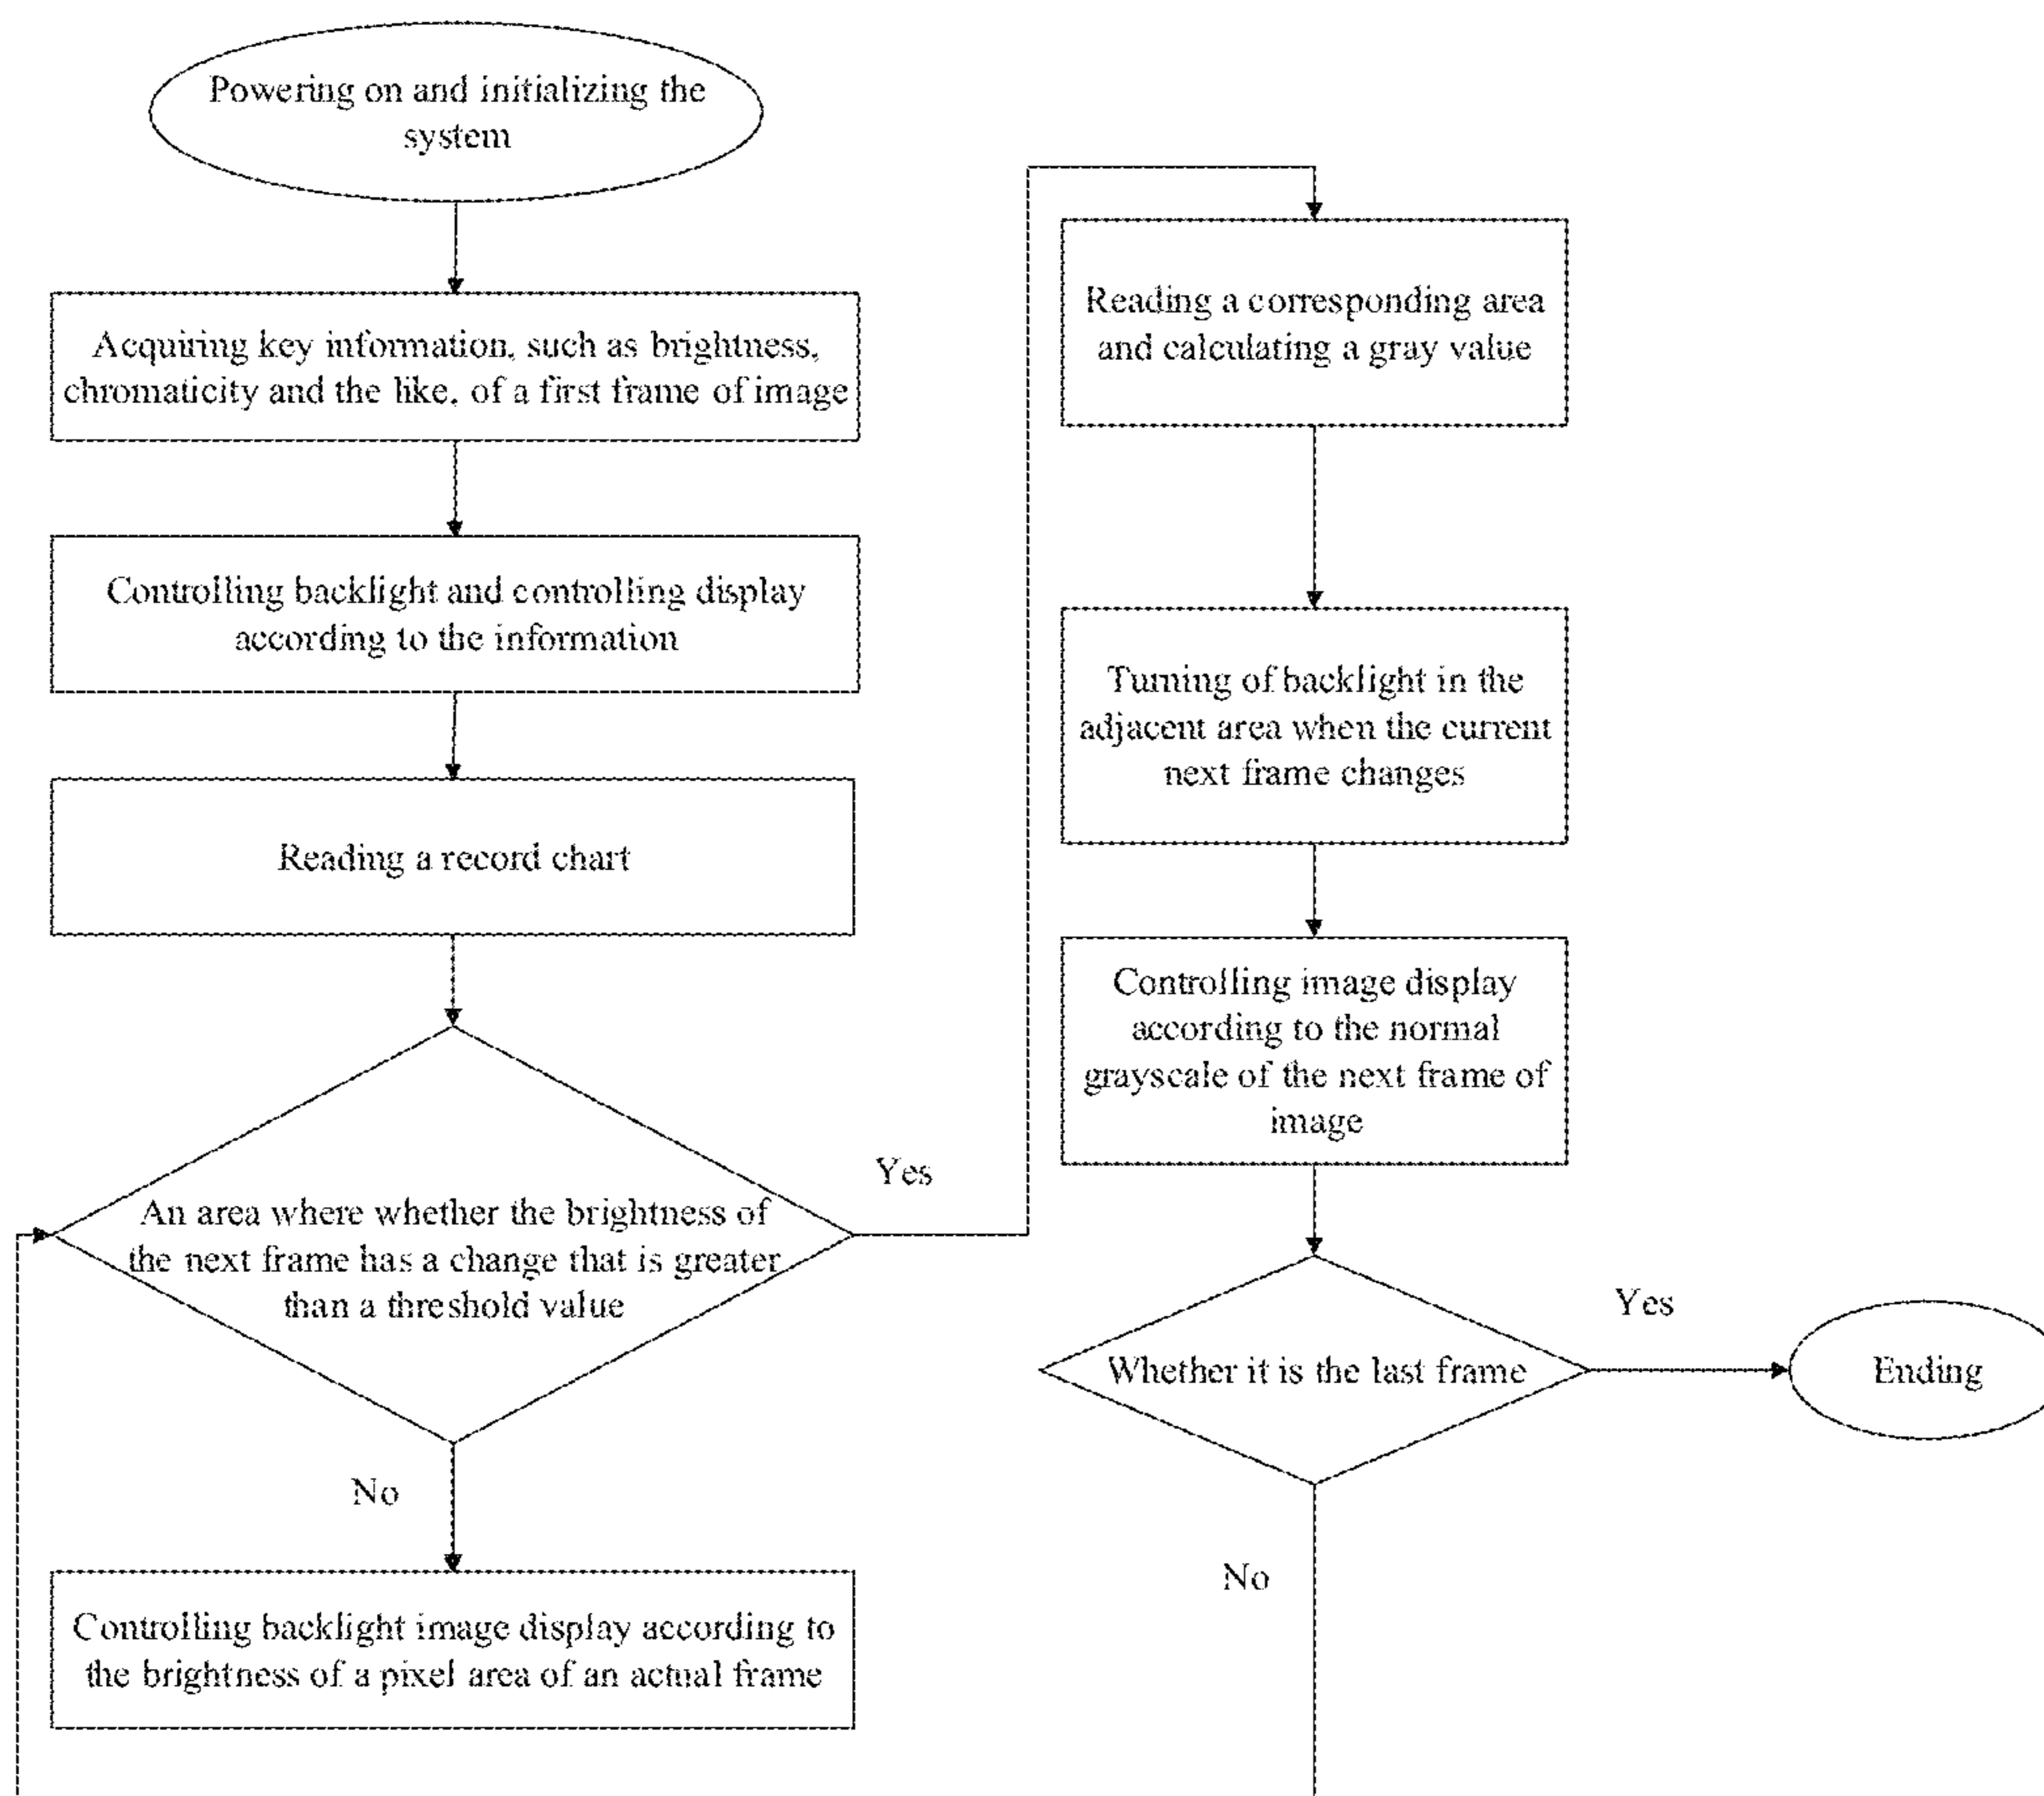 Powering on and initializing the
system
Acquiring key information, such as brightness,
chromaticity and the like, of a first frame of image
Controlling backlight and controlling display
according to the information
Reading a record chart
An area where whether the brightness of
the next frame has a change that is greater
than a threshold value
Yes
No
Controlling backlight image display according to
the brightness of a pixel area of an actual frame
Reading a corresponding area
and calculating a gray value
Turning of backlight in the
adjacent area when the current
next frame changes
Controlling image display
according to the normal
grayscale of the next frame of
image
Whether it is the last frame
Yes
Ending
No